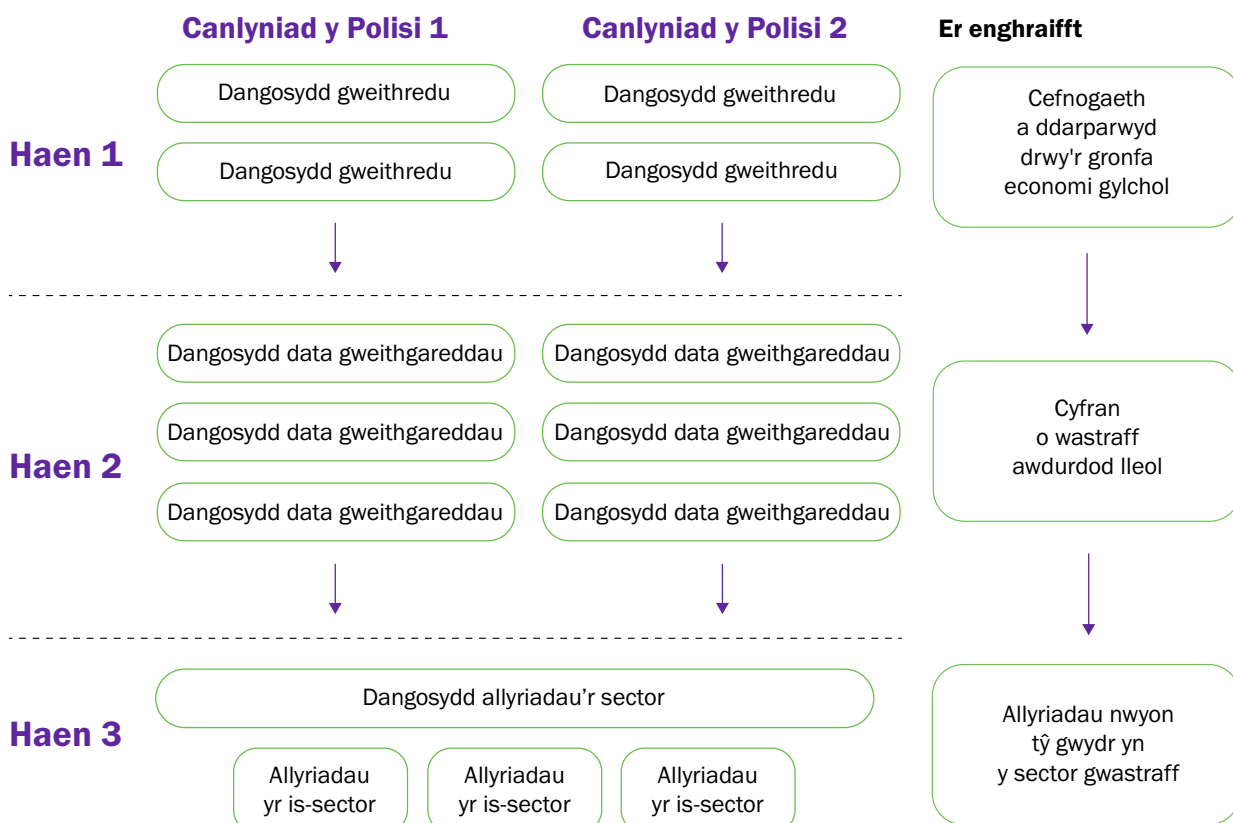 Canlyniad y Polisi 1
Canlyniad y Polisi 2
Er enghraifft
Haen 1
Dangosydd gweithredu
Dangosydd gweithredu
Dangosydd gweithredu
Dangosydd gweithredu
Cefnogaeth
a ddarparwyd
drwy'r gronfa
economi gylchol
Haen 2
Dangosydd data gweithgareddau
Dangosydd data gweithgareddau
Dangosydd data gweithgareddau
Dangosydd data gweithgareddau
Dangosydd data gweithgareddau
Dangosydd data gweithgareddau
Cyfran
o wastraff
awdurdod lleol
Haen 3
Dangosydd allyriadau’r sector
Allyriadau
yr is-sector
Allyriadau
yr is-sector
Allyriadau
yr is-sector
Allyriadau nwyon
tŷ gwydr yn
y sector gwastraff